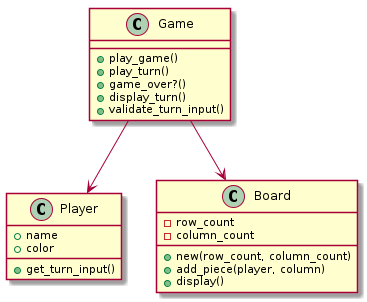 C Game
play_game()
play_turn()
game_over?()
display_turn()
validate_turn_input()
C Player
name
color
get_turn_input()
C Board
row_count
column_count
new(row_count, column_count)
add_piece(player, column)
display()